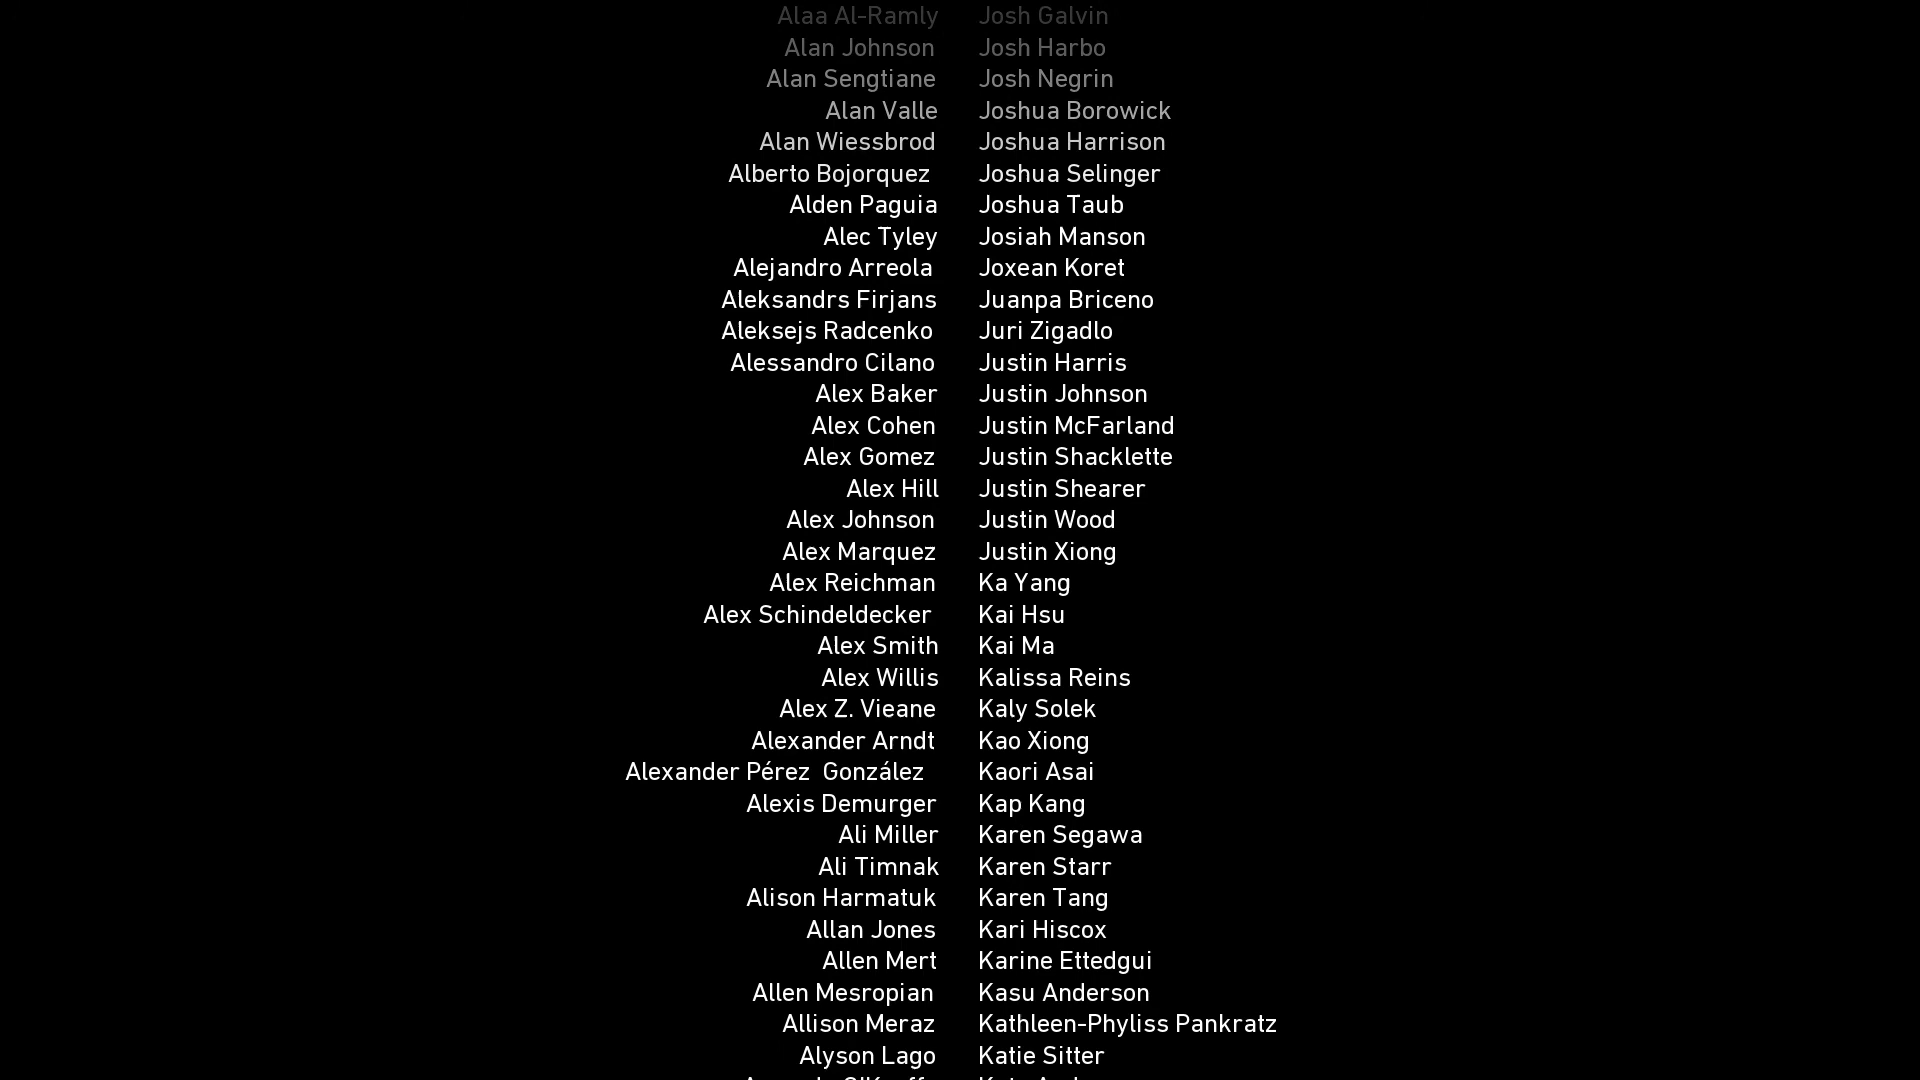 Alaa Al-Ramly Josh Galvin
Alan Johnson Josh Harbo
Alan Sengtiane Josh Negrin
Alan Valle Joshua Borowick
Alan Wiessbrod Joshua Harrison
Alberto Bojorquez Joshua Selinger
Alden Paguia Joshua Taub
Alec Tyley Josiah Manson
Alejandro Arreola Joxean Koret
Aleksandrs Firjans Juanpa Briceno
Aleksejs Radcenko Juri Zigadlo
Alessandro Cilano Justin Harris
Alex Baker Justin Johnson
Alex Cohen Justin McFarland
Alex Gomez Justin Shacklette
Alex Hill Justin Shearer
Alex Johnson Justin Wood
Alex Marquez Justin Xiong
Alex Reichman Ka Yang
Alex Schindeldecker Kai Hsu
Alex Smith Kai Ma
Alex Willis Kalissa Reins
Alex Z. Vieane Kaly Solek
Alexander Arndt Kao Xiong
Alexander Pérez González Kaori Asai
Alexis Demurger Kap Kang
Ali Miller Karen Segawa
Ali Timnak Karen Starr
Alison Harmatuk Karen Tang
Allan Jones Kari Hiscox
Allen Mert Karine Ettedgui
Allen Mesropian Kasu Anderson
Allison Meraz Kathleen-Phyliss Pankratz
Alyson Lago Katie Sitter